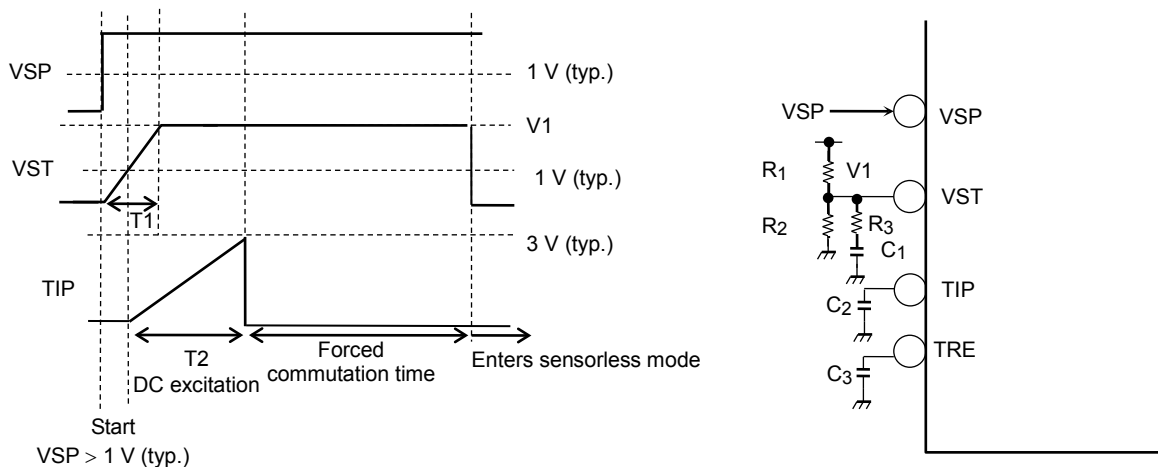 VSP
1 V (typ.)
V1
VST
1 V (typ.)
T1
3 V (typ.)
TIP
T2
DC excitation
Forced
commutation time
Enters sensorless mode
Start
VSP > 1 V (typ.)
VSP
VSP
R1
V1
VST
R2
R3
C1
TIP
C2
TRE
C3